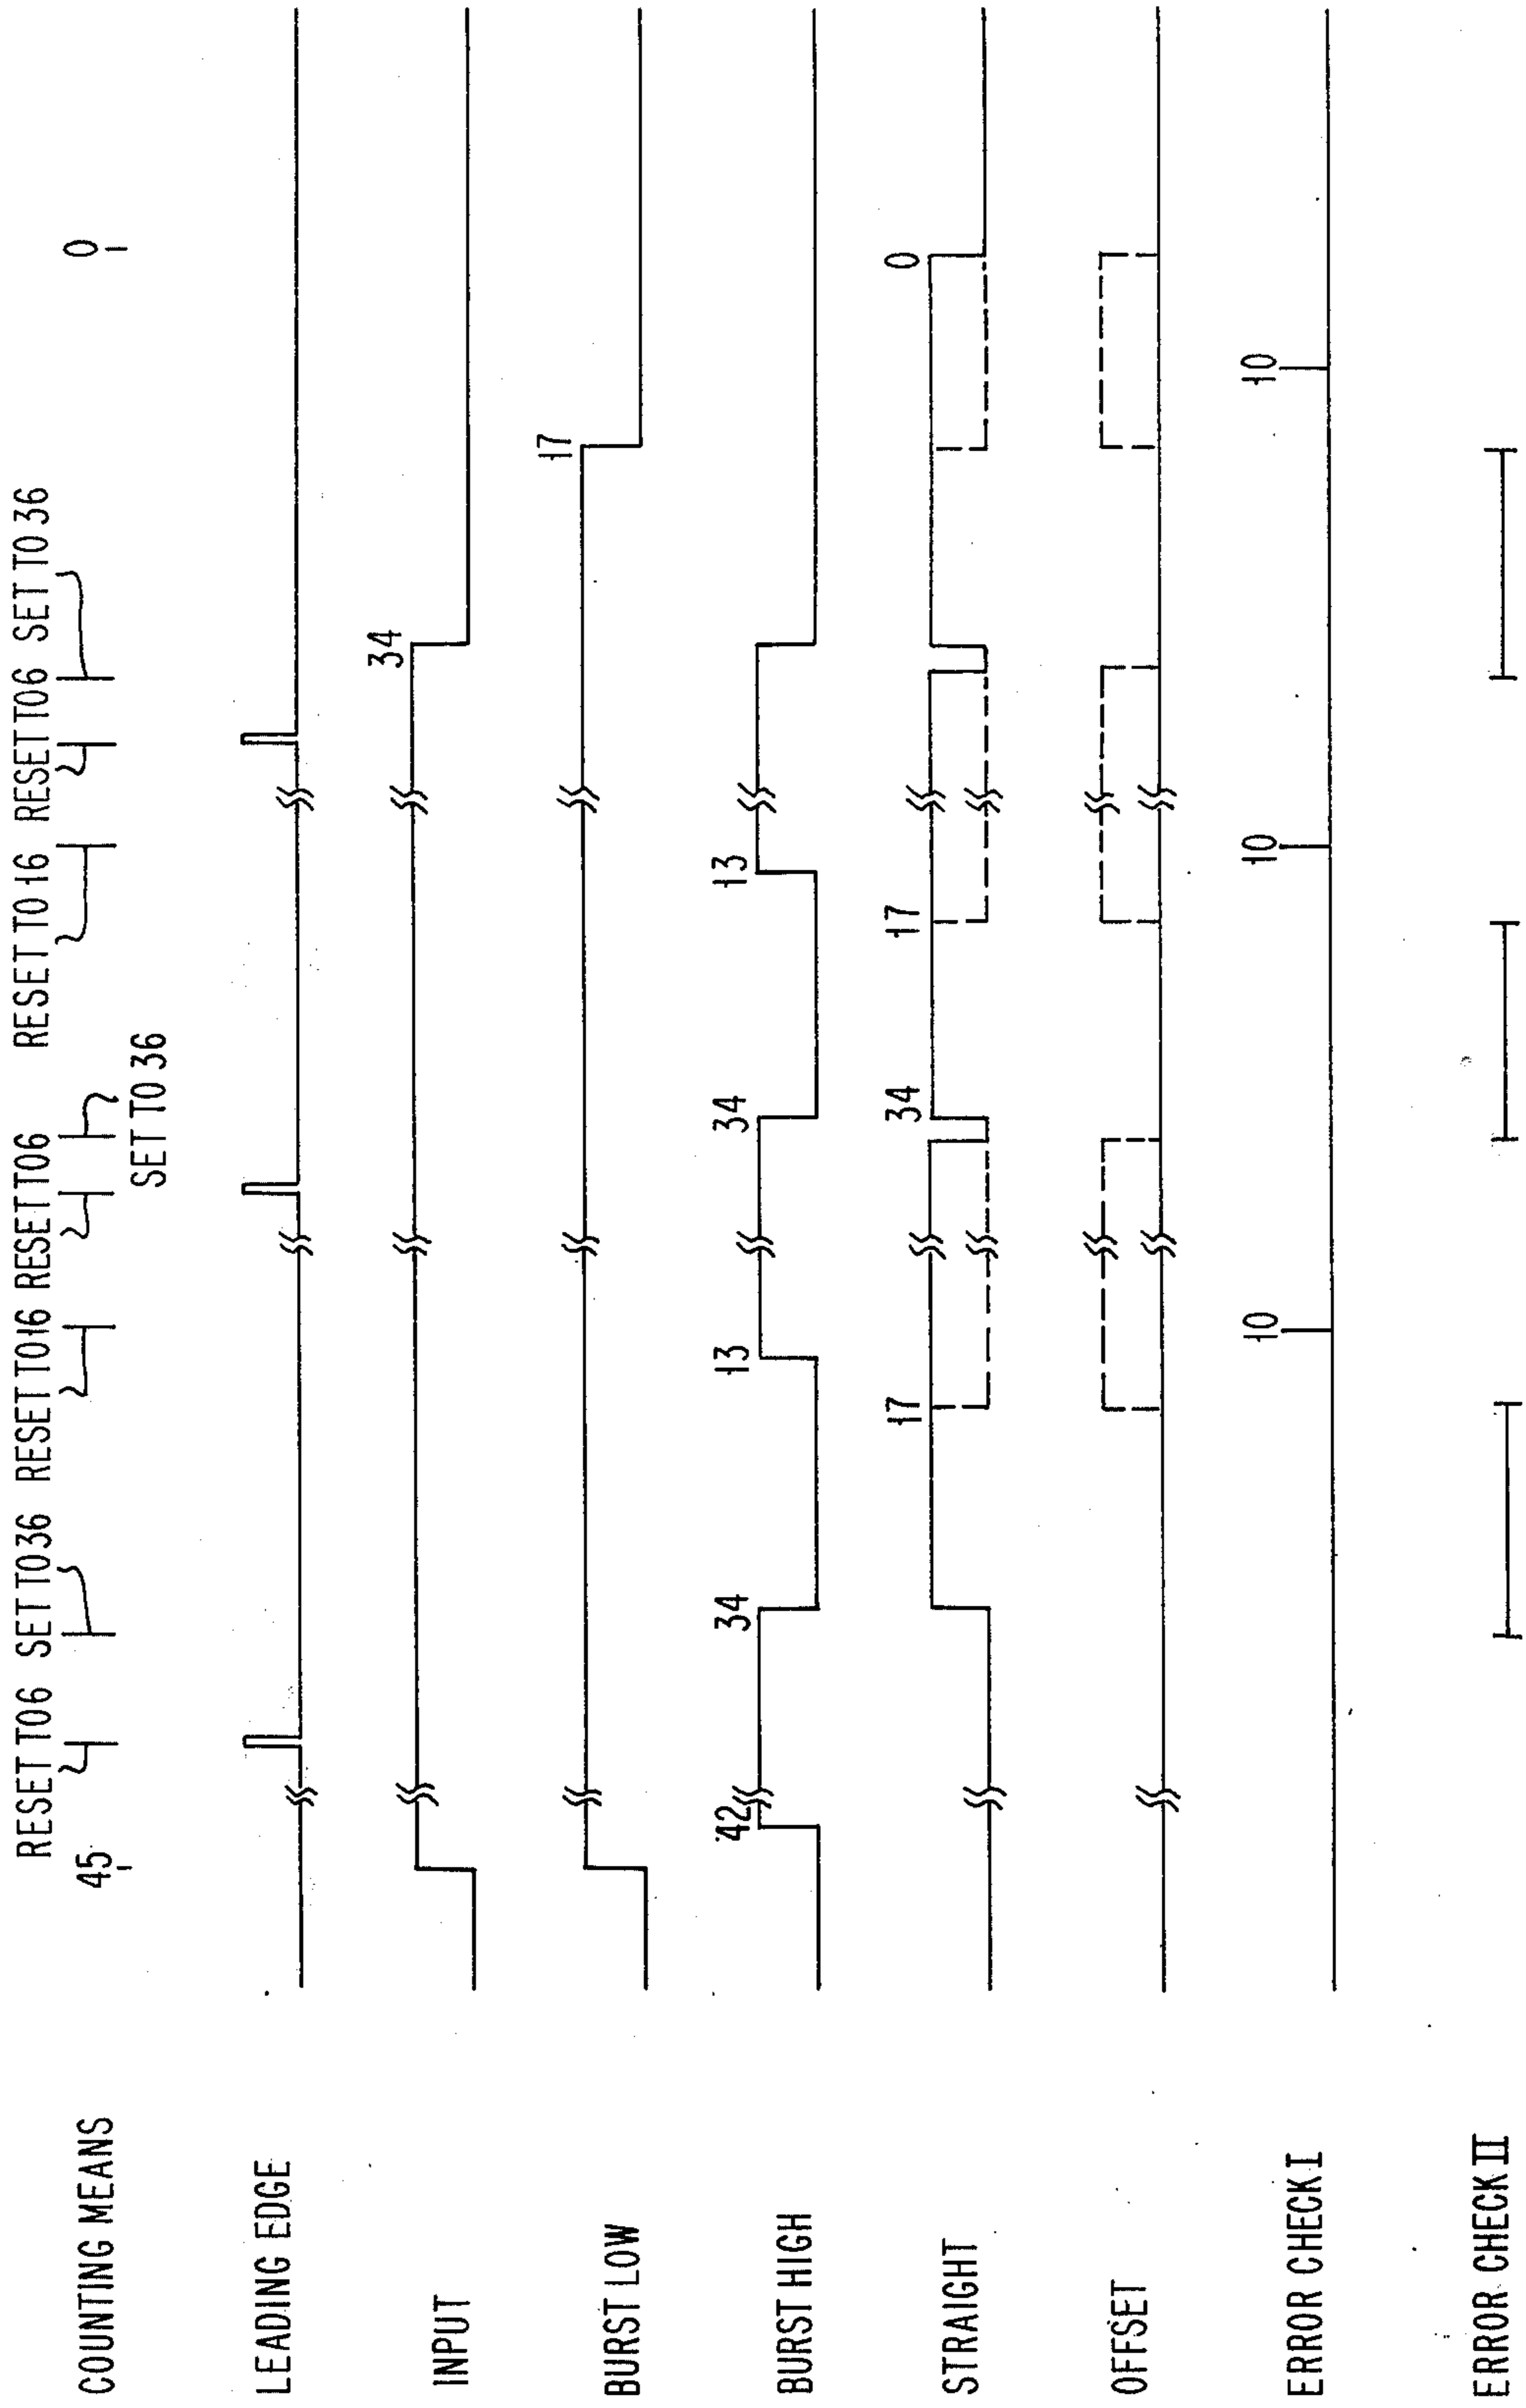 RESET TO 6 SET TO 36 RESET TO 16 RESET TO 6 RESET TO 16 RESET TO 6 SET TO 36
SET TO 36
COUNTING MEANS 45 0
LEADING EDGE
INPUT 34
BURST LOW 17
BURST HIGH 42 34 13 34 13
STRAIGHT 17 34 17 0
OFFSET
ERROR CHECK I 10 10 10
ERROR CHECK II